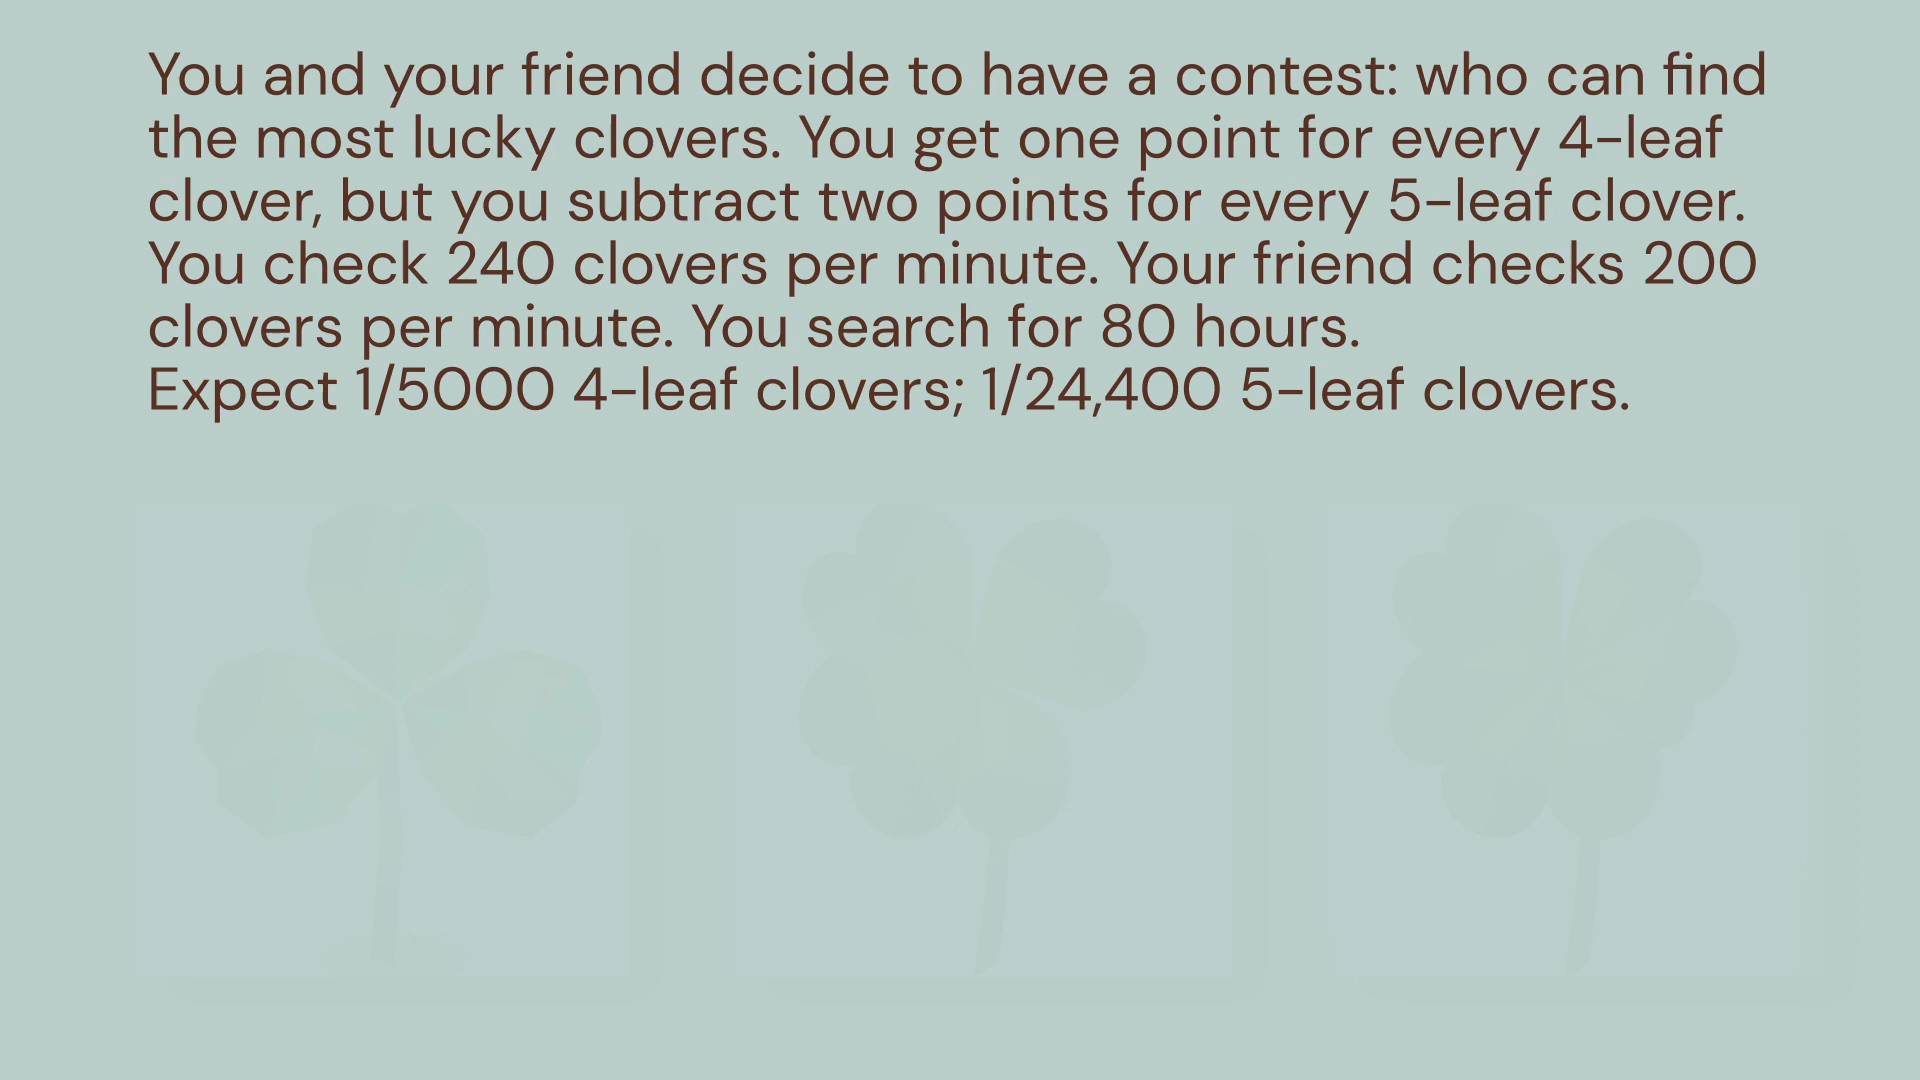 You and your friend decide to have a contest: who can find
the most lucky clovers. You get one point for every 4-leaf
clover, but you subtract two points for every 5-leaf clover.
You check 240 clovers per minute. Your friend checks 200
clovers per minute. You search for 80 hours.
Expect 1/5000 4-leaf clovers; 1/24,400 5-leaf clovers.